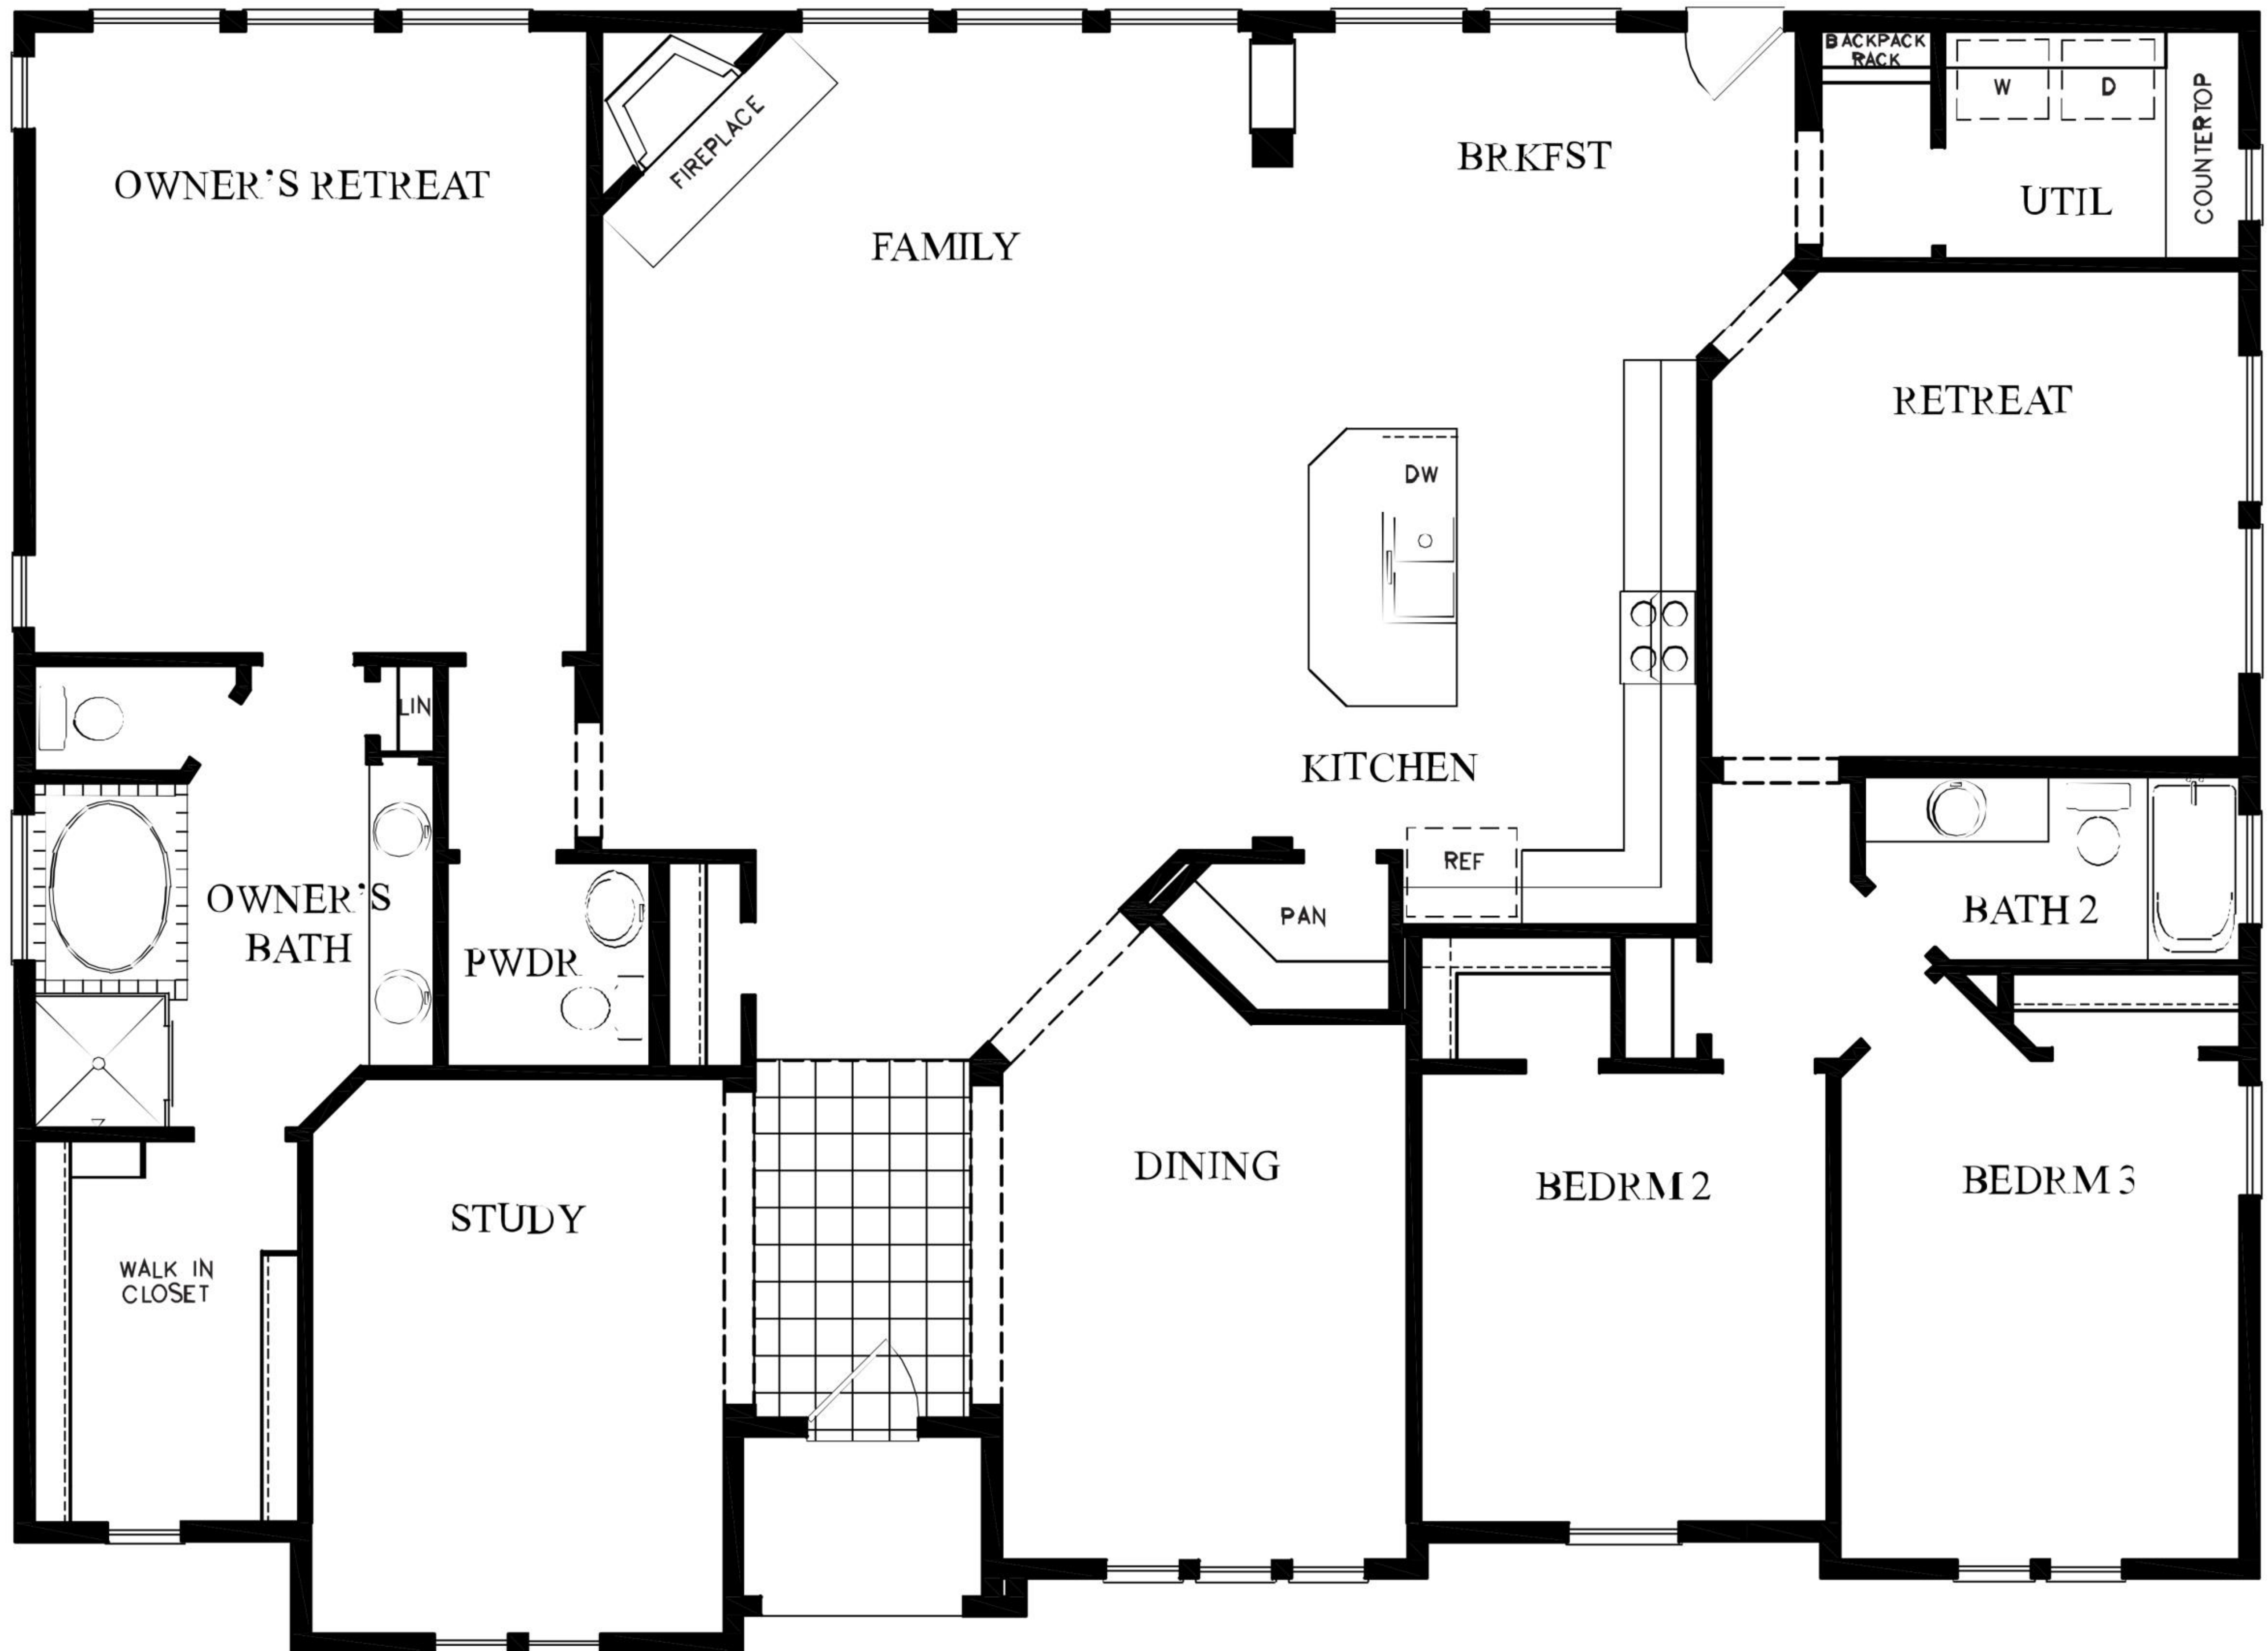 BACKPACK
RACK
W
D
COUNTERTOP
FIREPLACE
BRKFST
OWNER'S RETREAT
UTIL
FAMILY
RETREAT
DW
LIN
KITCHEN
REF
OWNER'S
BATH
PAN
BATH 2
PWDR
DINING
BEDRM 2
BEDRM 3
STUDY
WALK IN
CLOSET